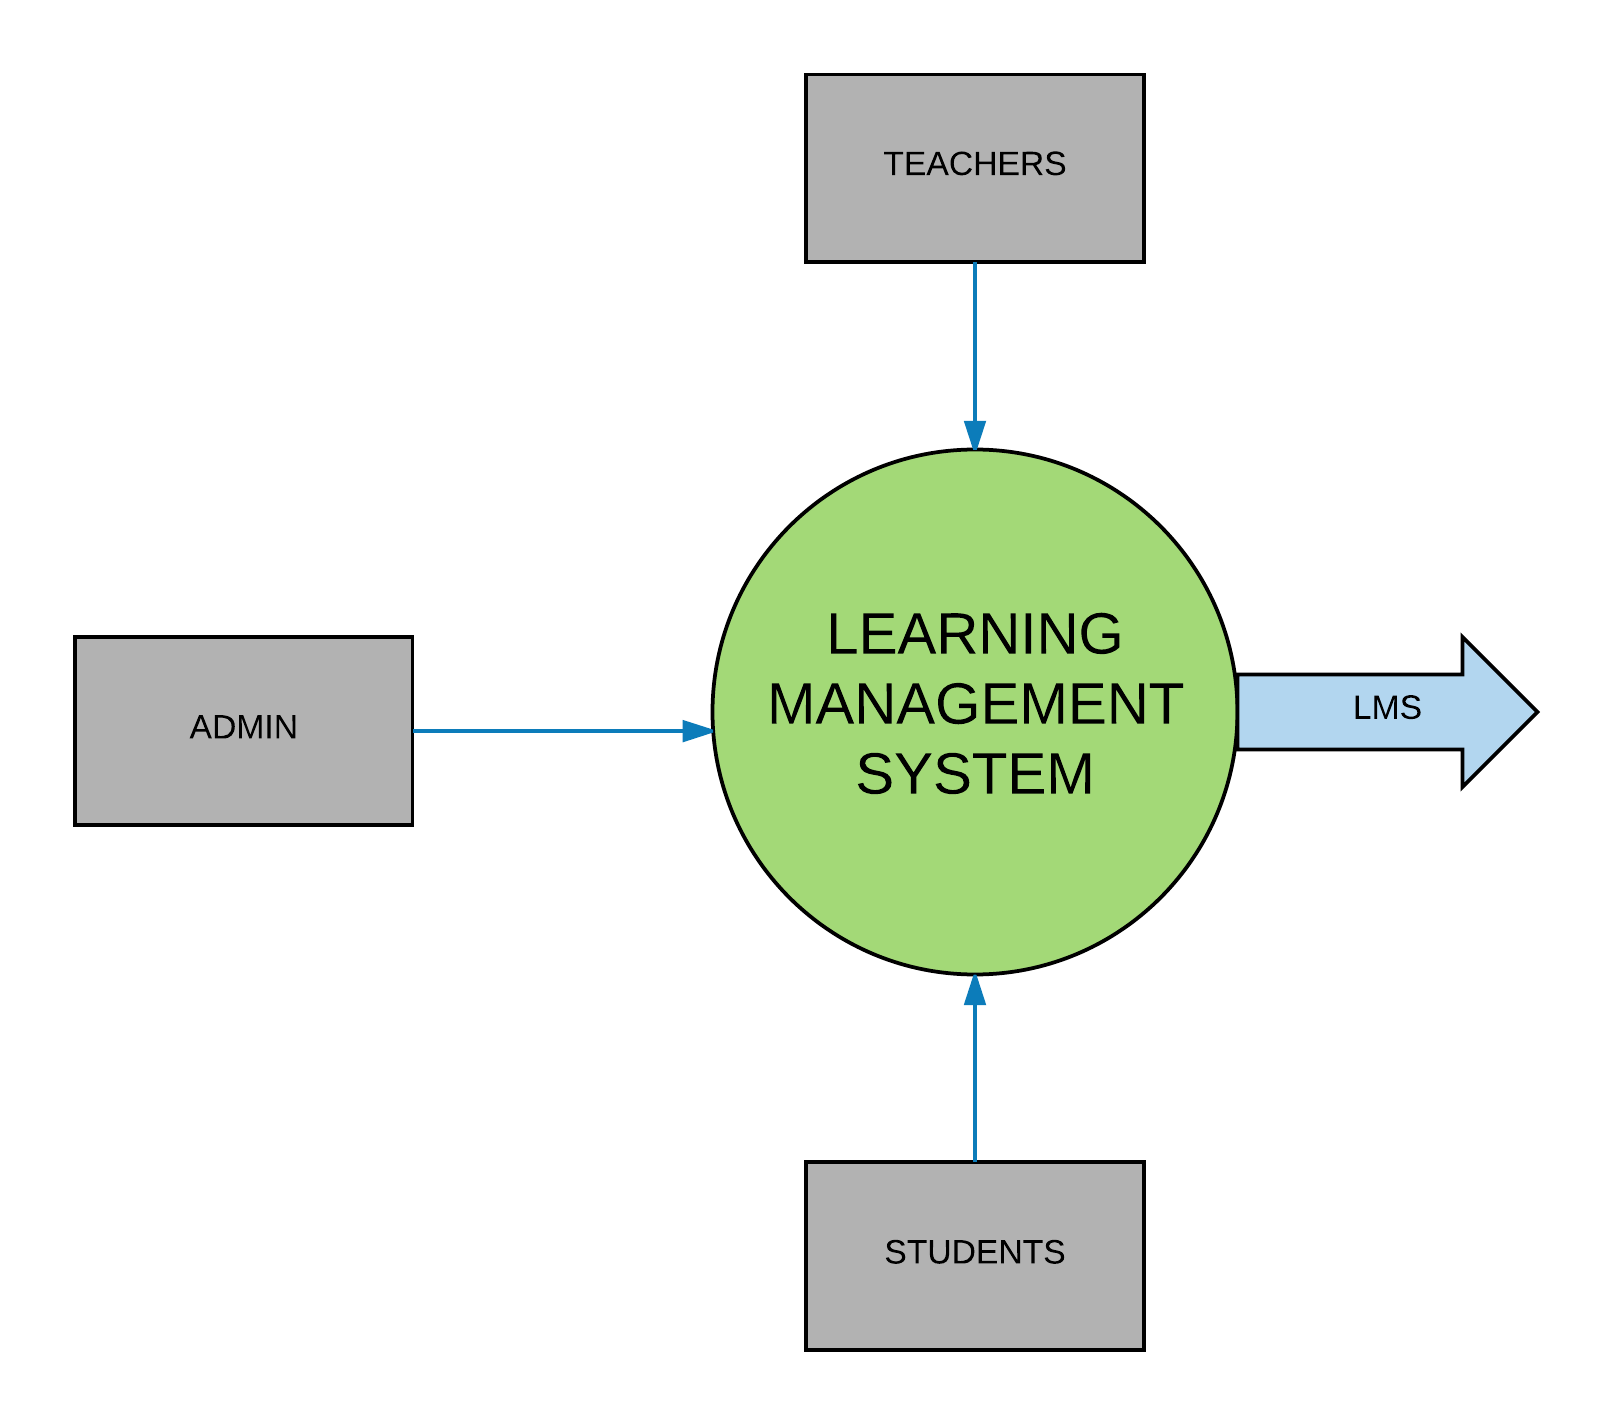 TEACHERS
LEARNING
MANAGEMENT
SYSTEM
LMS
ADMIN
STUDENTS